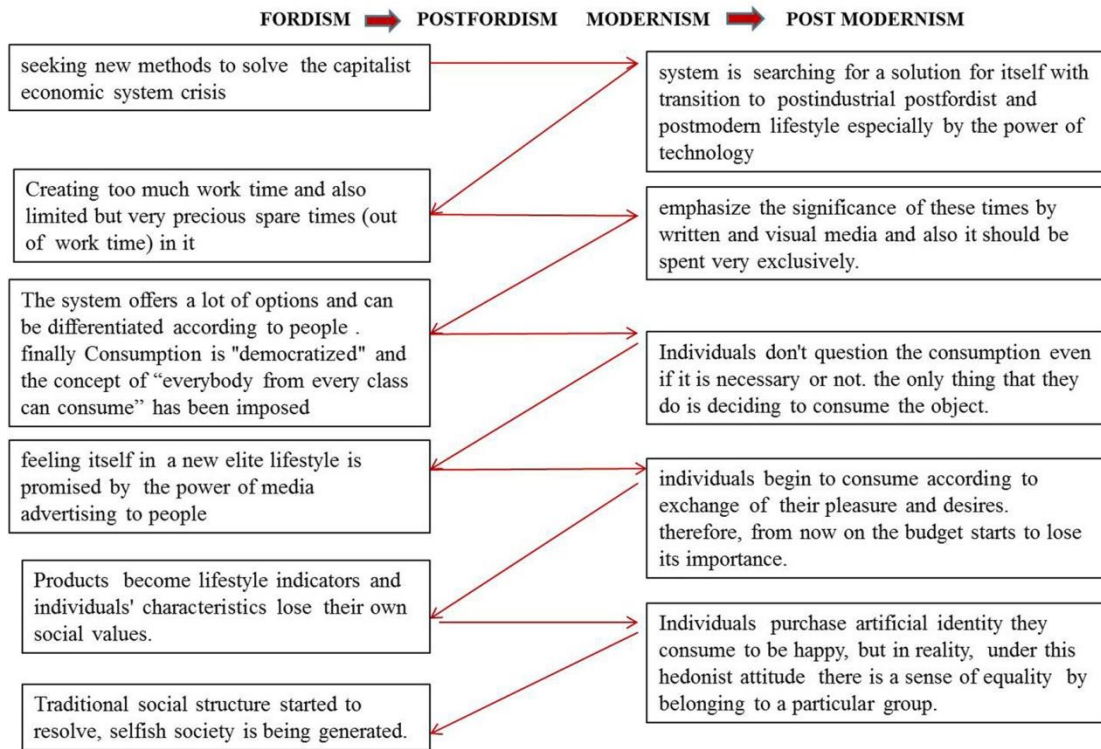 FORDISM POSTFORDISM MODERNISM POST MODERNISM
seeking new methods to solve the capitalist
economic system crisis
system is searching for a solution for itself with
transition to postindustrial postfordist and
postmodern lifestyle especially by the power of
technology
Creating too much work time and also
limited but very precious spare times (out
of work time) in it
emphasize the significance of these times by
written and visual media and also it should be
spent very exclusively.
The system offers a lot of options and can
be differentiated according to people .
finally Consumption is "democratized" and
the concept of “everybody from every class
can consume” has been imposed
Individuals don't question the consumption even
if it is necessary or not. the only thing that they
do is deciding to consume the object.
feeling itself in a new elite lifestyle is
promised by the power of media
advertising to people
individuals begin to consume according to
exchange of their pleasure and desires.
therefore, from now on the budget starts to lose
its importance.
Products become lifestyle indicators and
individuals' characteristics lose their own
social values.
Individuals purchase artificial identity they
consume to be happy, but in reality, under this
hedonist attitude there is a sense of equality by
belonging to a particular group.
Traditional social structure started to
resolve, selfish society is being generated.